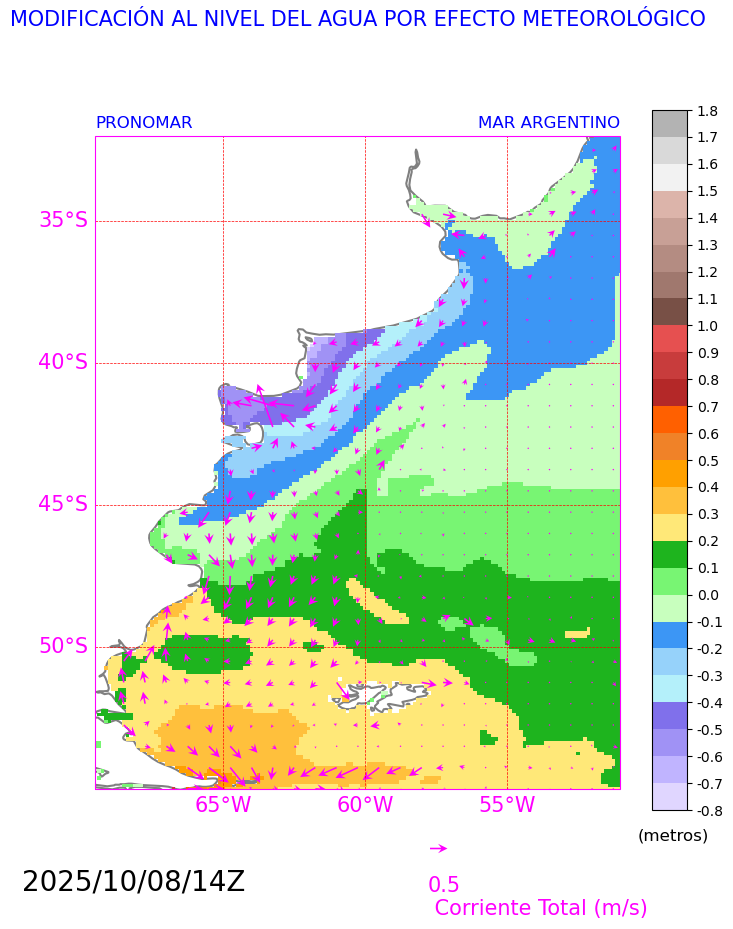 MODIFICACIÓN AL NIVEL DEL AGUA POR EFECTO METEOROLÓGICO
PRONOMAR
MAR ARGENTINO
1.8
1.7
1.6
1.5
1.4
1.3
1.2
1.1
1.0
0.9
0.8
0.7
0.6
0.5
0.4
0.3
0.2
0.1
0.0
-0.1
-0.2
-0.3
-0.4
-0.5
-0.6
-0.7
-0.8
(metros)
35°S
40°S
45°S
50°S
65°W
60°W
55°W
2025/10/08/14Z
0.5
Corriente Total (m/s)